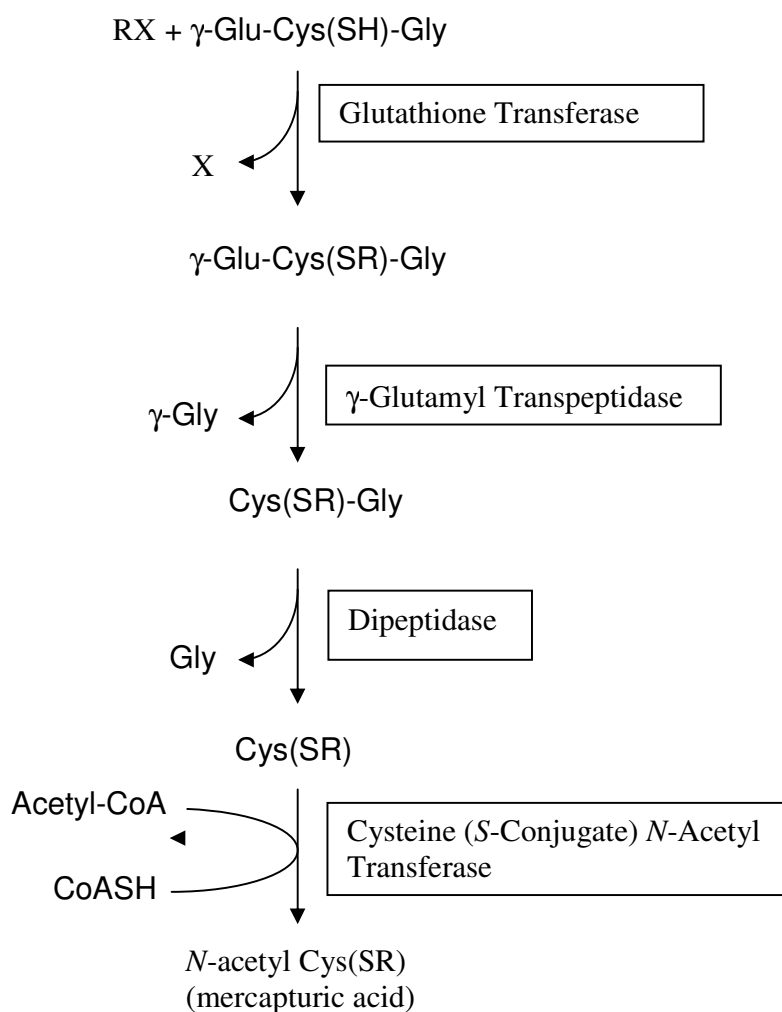 RX + γ-Glu-Cys(SH)-Gly
Glutathione Transferase
X
γ-Glu-Cys(SR)-Gly
γ-Glutamyl Transpeptidase
γ-Gly
Cys(SR)-Gly
Dipeptidase
Gly
Cys(SR)
Acetyl-CoA
Cysteine (S-Conjugate) N-Acetyl
Transferase
CoASH
N-acetyl Cys(SR)
(mercapturic acid)